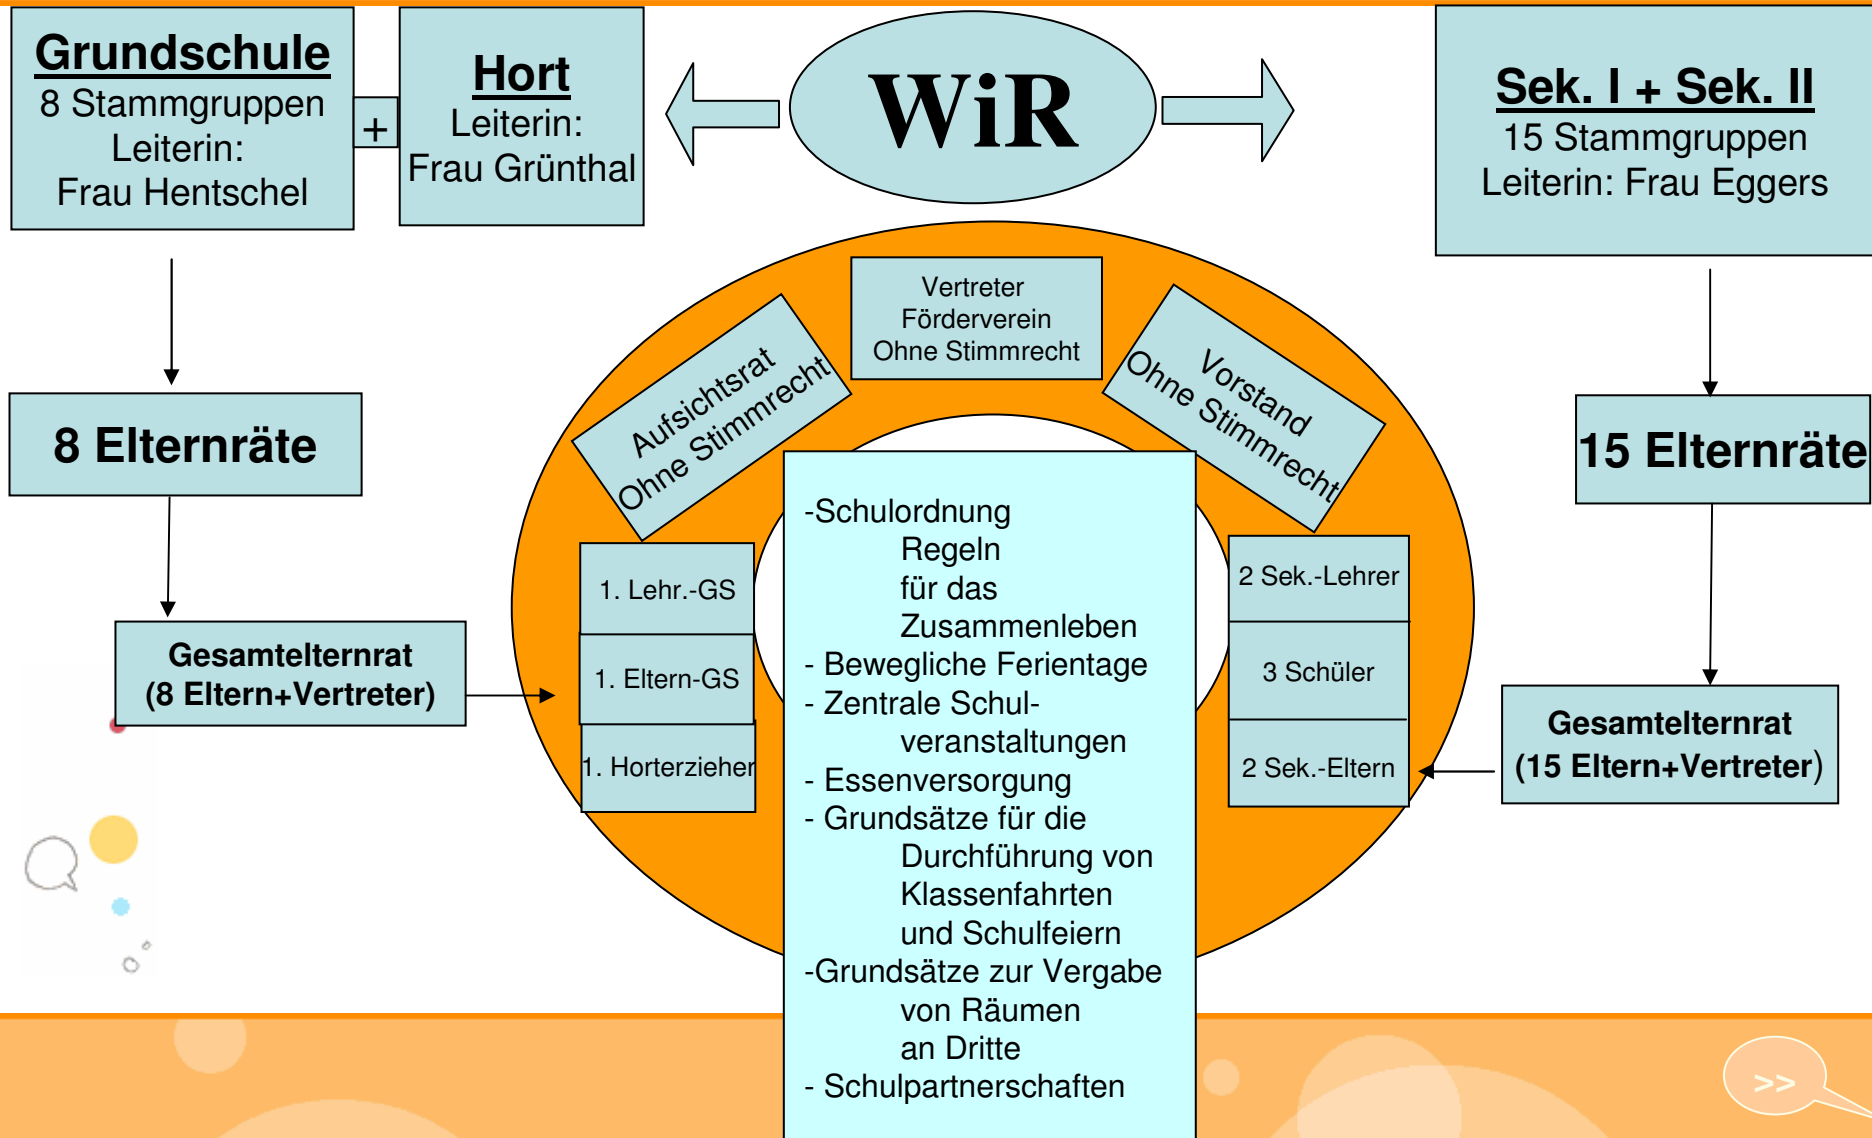 Grundschule
8 Stammgruppen
Leiterin:
Frau Hentschel
+
Hort
Leiterin:
Frau Grünthal
WiR
Sek. I + Sek. II
15 Stammgruppen
Leiterin: Frau Eggers
8 Elternräte
Gesamtelternrat
(8 Eltern+Vertreter)
Aufsichtsrat
Ohne Stimmrecht
Vertreter
Förderverein
Ohne Stimmrecht
Vorstand
Ohne Stimmrecht
1. Lehr.-GS
1. Eltern-GS
1. Horterzieher
-Schulordnung
Regeln
für das
Zusammenleben
- Bewegliche Ferientage
- Zentrale Schul-
veranstaltungen
- Essenversorgung
- Grundsätze für die
Durchführung von
Klassenfahrten
und Schulfeiern
-Grundsätze zur Vergabe
von Räumen
an Dritte
- Schulpartnerschaften
2 Sek.-Lehrer
3 Schüler
2 Sek.-Eltern
15 Elternräte
Gesamtelternrat
(15 Eltern+Vertreter)
>>